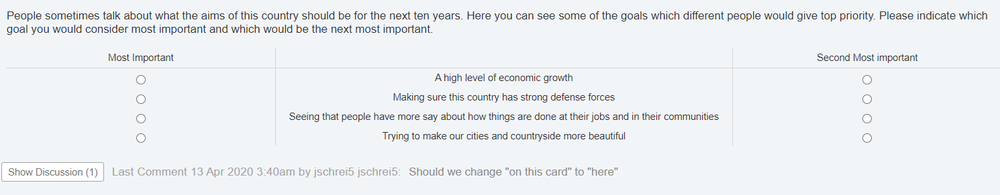 People sometimes talk about what the aims of this country should be for the next ten years. Here you can see some of the goals which different people would give top priority. Please indicate which
goal you would consider most important and which would be the next most important.
Most Important Second Most important
A high level of economic growth
Making sure this country has strong defense forces
Seeing that people have more say about how things are done at their jobs and in their communities
Trying to make our cities and countryside more beautiful
Show Discussion (1) Last Comment 13 Apr 2020 3:40am by jschrei5 jschrei5: Should we change "on this card" to "here"